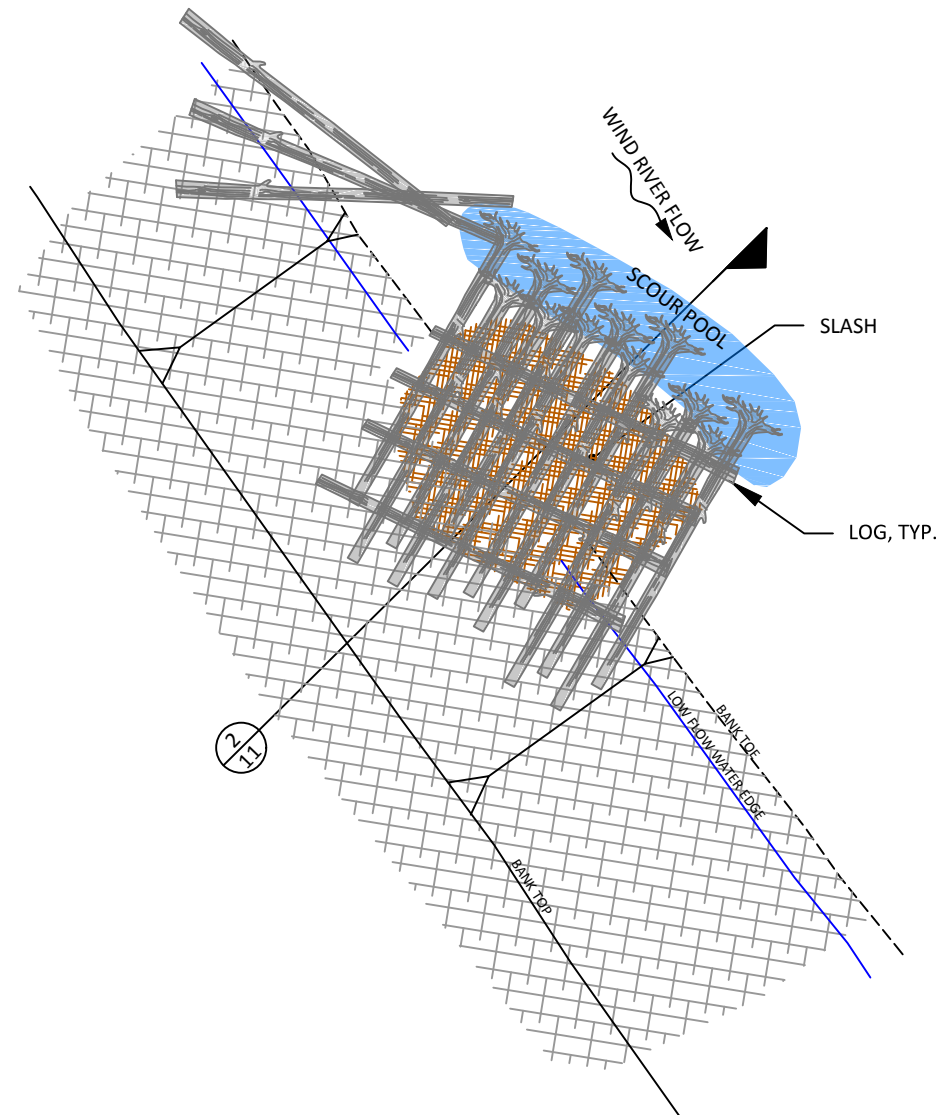 WIND RIVER FLOW
SCOUR POOL
SLASH
LOG, TYP.
BANK TOE
LOW FLOW WATER EDGE
2
11
BANK TOP